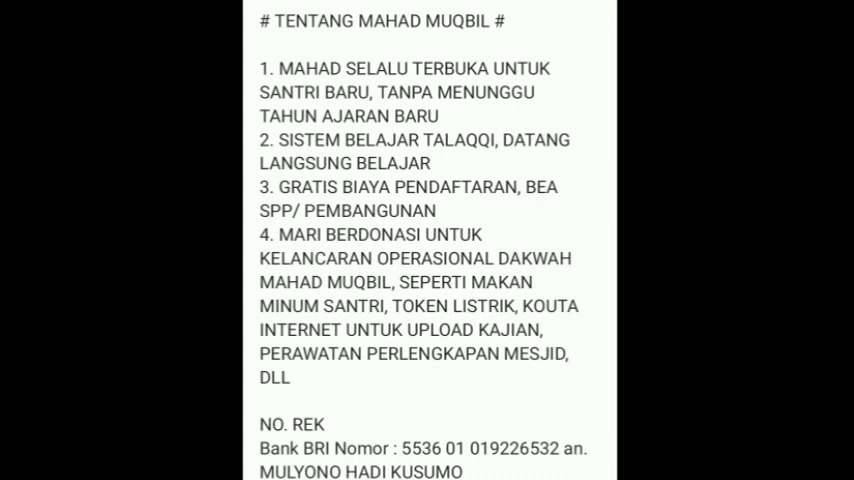 # TENTANG MAHAD MUQBIL #
1. MAHAD SELALU TERBUKA UNTUK
SANTRI BARU, TANPA MENUNGGU
TAHUN AJARAN BARU
2. SISTEM BELAJAR TALAQQI, DATANG
LANGSUNG BELAJAR
3. GRATIS BIAYA PENDAFTARAN, BEA
SPP/ PEMBANGUNAN
4. MARI BERDONASI UNTUK
KELANCARAN OPERASIONAL DAKWAH
MAHAD MUQBIL, SEPERTI MAKAN
MINUM SANTRI, TOKEN LISTRIK, KOUTA
INTERNET UNTUK UPLOAD KAJIAN,
PERAWATAN PERLENGKAPAN MESJID,
DLL
NO. REK
Bank BRI Nomor : 5536 01 019226532 an.
MULYONO HADI KUSUMO